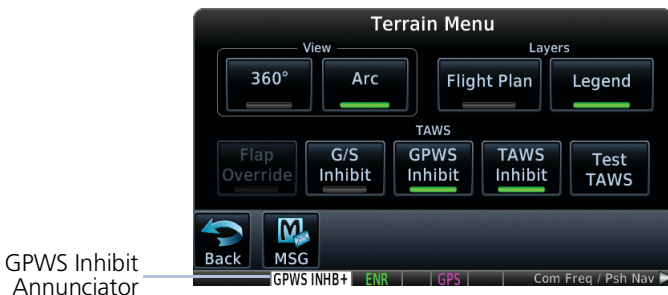 Terrain Menu
View
Layers
360°
Arc
Flight Plan
Legend
TAWS
Flap Override
G/S Inhibit
GPWS Inhibit
TAWS Inhibit
Test TAWS
Back
MSG
GPWS Inhibit
Annunciator
GPWS INHB+ ENR GPS Com Freq / Psh Nav